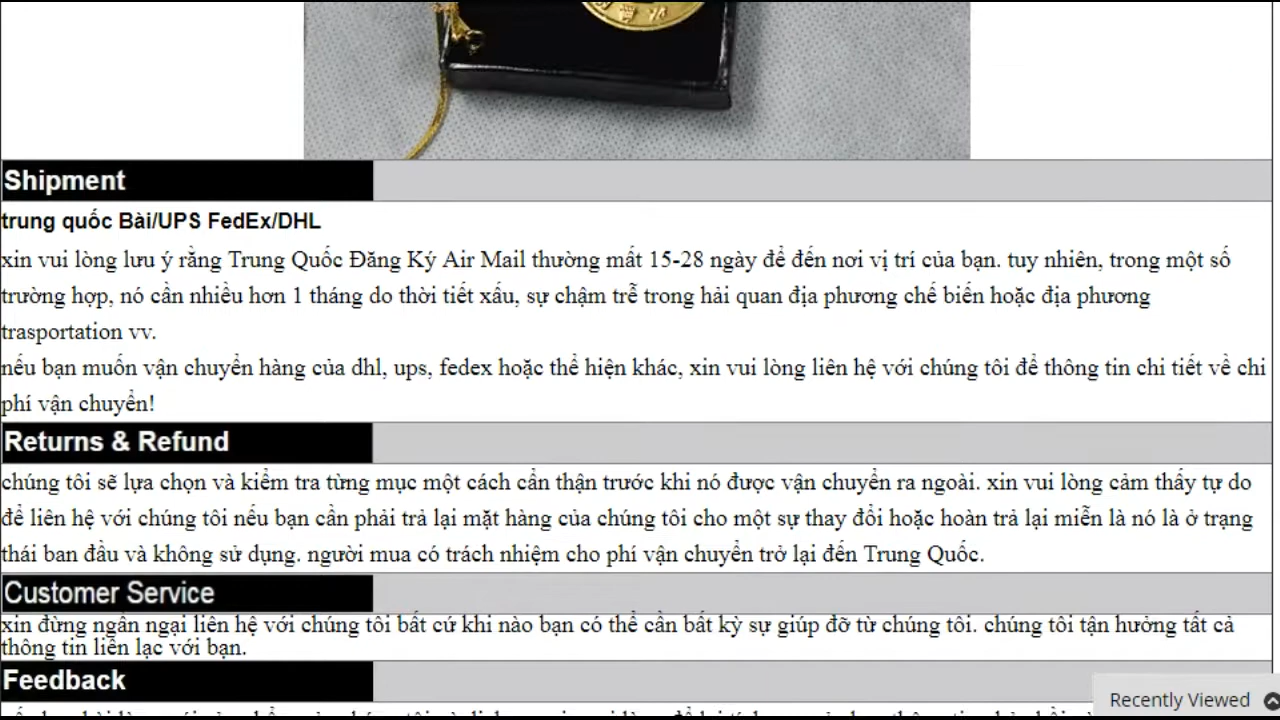 Shipment
trung quốc Bài/UPS FedEx/DHL
xin vui lòng lưu ý rằng Trung Quốc Đăng Ký Air Mail thường mất 15-28 ngày để đến nơi vị trí của bạn. tuy nhiên, trong một số
trường hợp, nó cần nhiều hơn 1 tháng do thời tiết xấu, sự chậm trễ trong hải quan địa phương chế biến hoặc địa phương
trasportation vv.
nếu bạn muốn vận chuyển hàng của dhl, ups, fedex hoặc thể hiện khác, xin vui lòng liên hệ với chúng tôi để thông tin chi tiết về chi
phí vận chuyển!
Returns & Refund
chúng tôi sẽ lựa chọn và kiểm tra từng mục một cách cẩn thận trước khi nó được vận chuyển ra ngoài. xin vui lòng cảm thấy tự do
để liên hệ với chúng tôi nếu bạn cần phải trả lại mặt hàng của chúng tôi cho một sự thay đổi hoặc hoàn trả lại miễn là nó là ở trạng
thái ban đầu và không sử dụng. người mua có trách nhiệm cho phí vận chuyển trở lại đến Trung Quốc.
Customer Service
xin đừng ngần ngại liên hệ với chúng tôi bất cứ khi nào bạn có thể cần bất kỳ sự giúp đỡ từ chúng tôi. chúng tôi tận hưởng tất cả
thông tin liên lạc với bạn.
Feedback
Recently Viewed